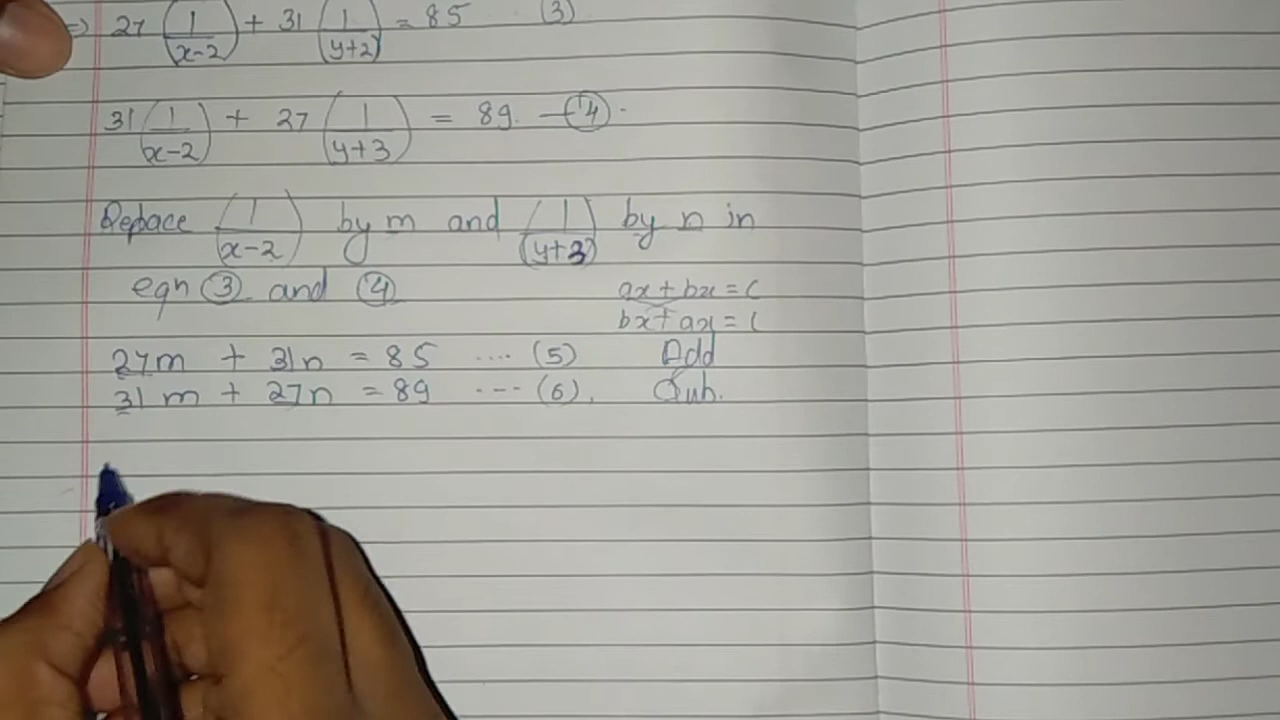 ⇒ 27 (1/(x-2)) + 31 (1/(y+2)) = 85 (3)
31 (1/(x-2)) + 27 (1/(y+3)) = 89. — (4).
Replace (1/(x-2)) by m and (1/(y+3)) by n in
eqn (3) and (4)
ax + bx = c
bx + ax = c
27m + 31n = 85 .... (5) Add
31m + 27n = 89 --- (6). Sub.